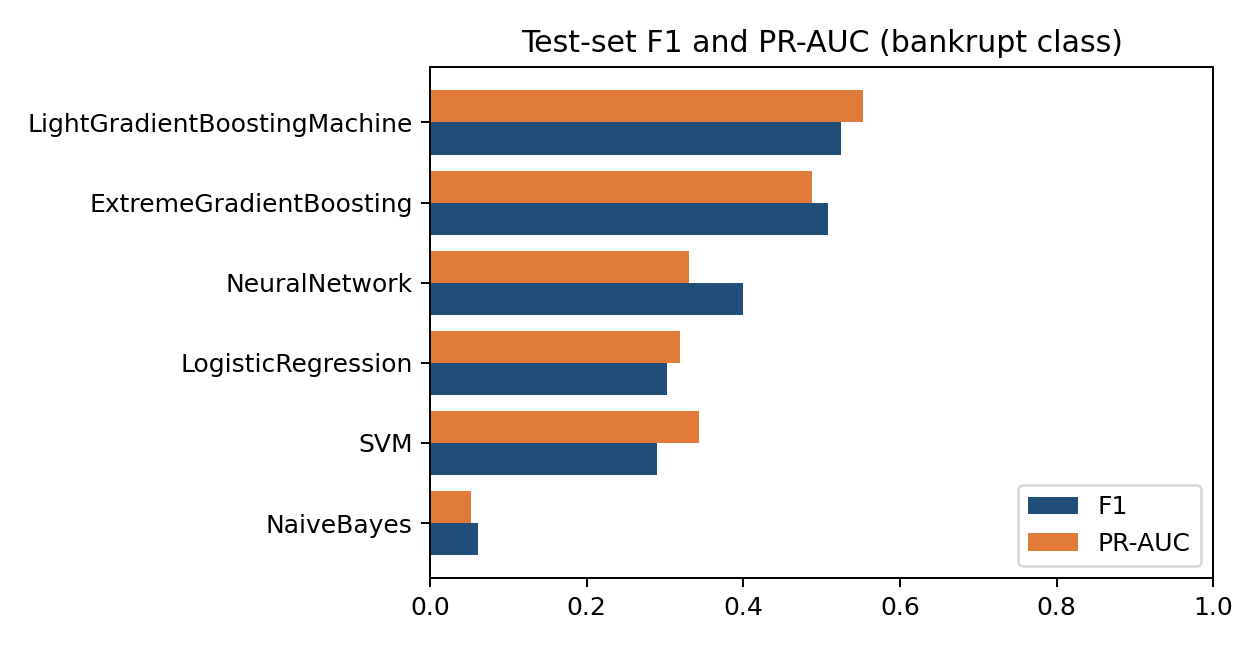 Test-set F1 and PR-AUC (bankrupt class)
LightGradientBoostingMachine
ExtremeGradientBoosting
NeuralNetwork
LogisticRegression
SVM
NaiveBayes
F1
PR-AUC
0.0 0.2 0.4 0.6 0.8 1.0